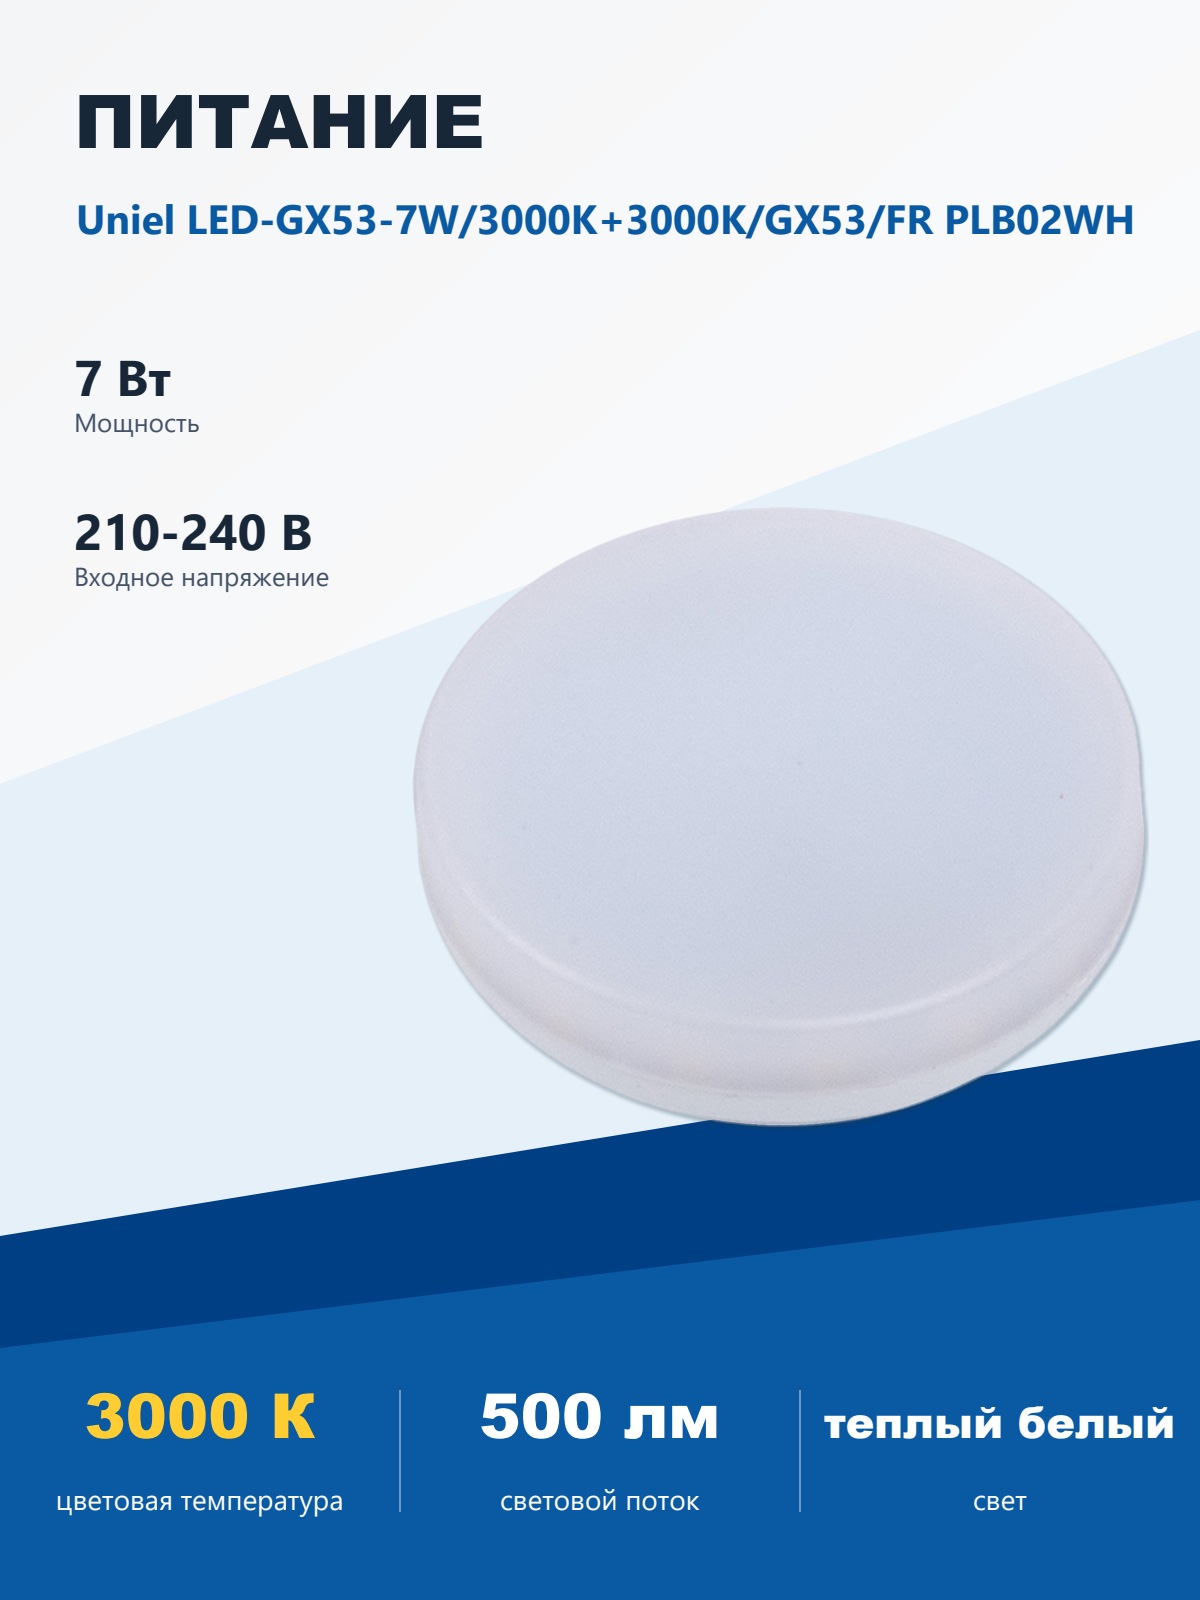 ПИТАНИЕ
Uniel LED-GX53-7W/3000K+3000K/GX53/FR PLB02WH
7 Вт
Мощность
210-240 В
Входное напряжение
3000 К
цветовая температура
500 лм
световой поток
теплый белый
свет